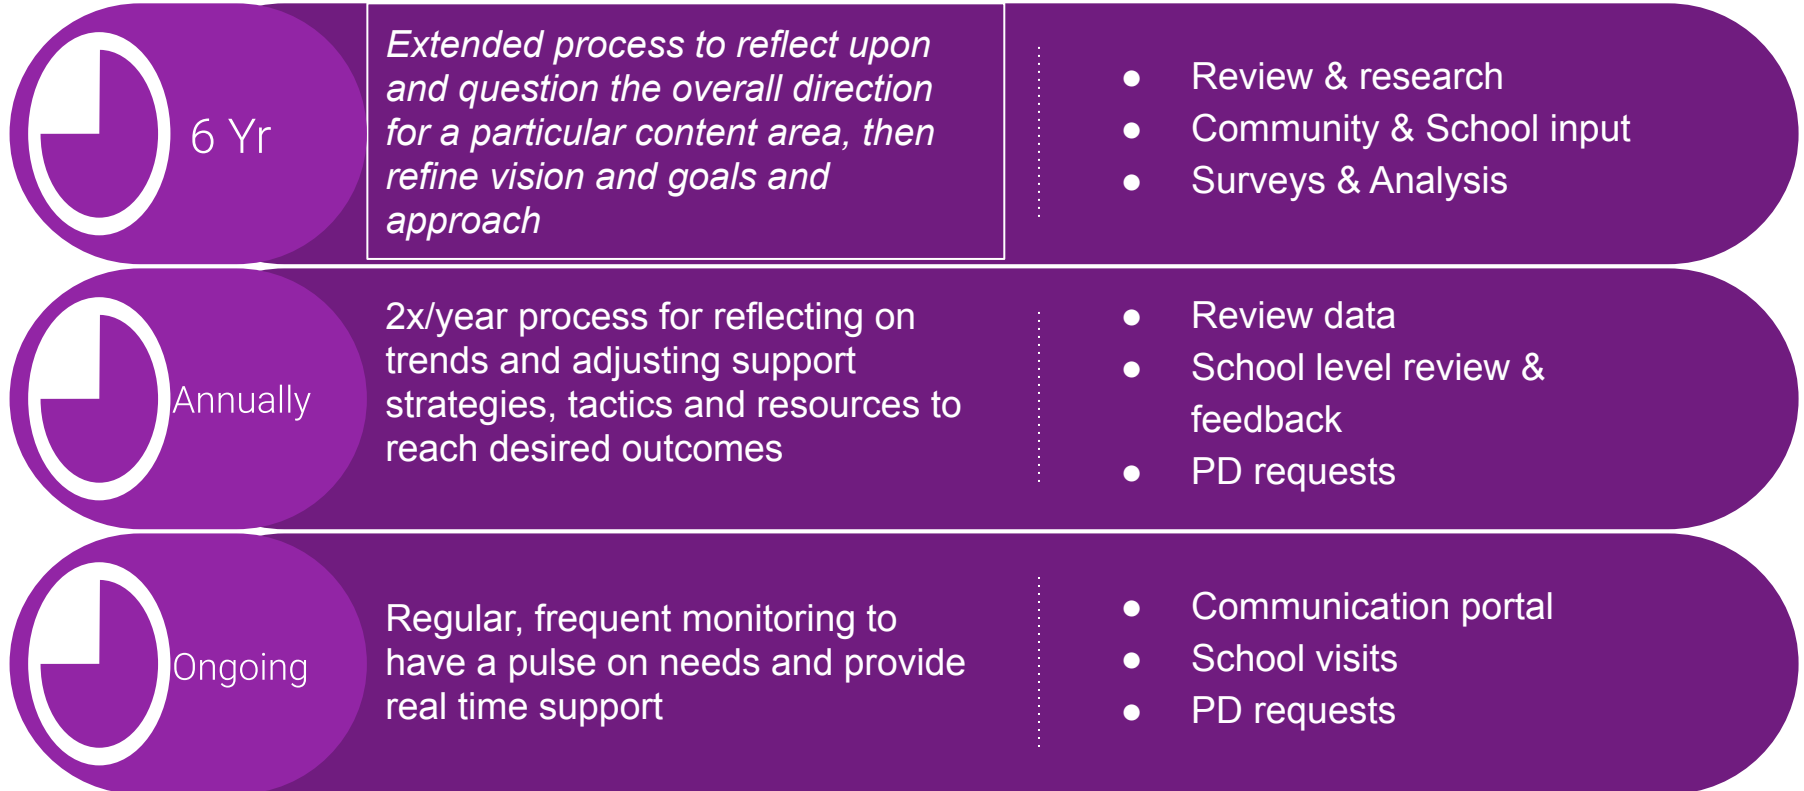 6 Yr
Extended process to reflect upon
and question the overall direction
for a particular content area, then
refine vision and goals and
approach
● Review & research
● Community & School input
● Surveys & Analysis
Annually
2x/year process for reflecting on
trends and adjusting support
strategies, tactics and resources to
reach desired outcomes
● Review data
● School level review &
feedback
● PD requests
Ongoing
Regular, frequent monitoring to
have a pulse on needs and provide
real time support
● Communication portal
● School visits
● PD requests